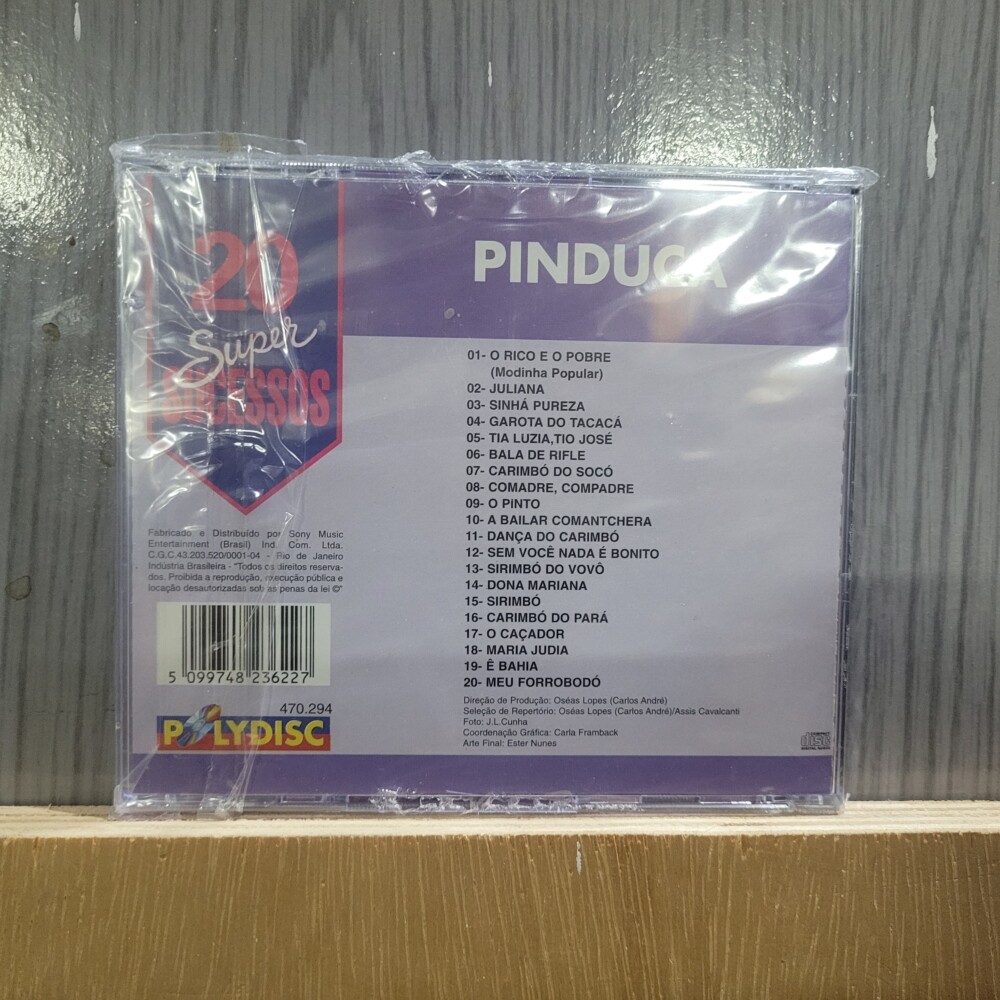 20
Super®
SUCESSOS
PINDUCA
01- O RICO E O POBRE
(Modinha Popular)
02- JULIANA
03- SINHÁ PUREZA
04- GAROTA DO TACACÁ
05- TIA LUZIA,TIO JOSÉ
06- BALA DE RIFLE
07- CARIMBÓ DO SOCÓ
08- COMADRE, COMPADRE
09- O PINTO
10- A BAILAR COMANTCHERA
11- DANÇA DO CARIMBÓ
12- SEM VOCÊ NADA É BONITO
13- SIRIMBÓ DO VOVÔ
14- DONA MARIANA
15- SIRIMBÓ
16- CARIMBÓ DO PARÁ
17- O CAÇADOR
18- MARIA JUDIA
19- Ê BAHIA
20- MEU FORROBODÓ
Direção de Produção: Oséas Lopes (Carlos André)
Seleção de Repertório: Oséas Lopes (Carlos André)/Assis Cavalcanti
Foto: J.L.Cunha
Coordenação Gráfica: Carla Framback
Arte Final: Ester Nunes
Fabricado e Distribuído por Sony Music
Entertainment (Brasil) Ind. Com. Ltda.
C.G.C.43.203.520/0001-04 - Rio de Janeiro
Indústria Brasileira - "Todos os direitos reserva-
dos. Proibida a reprodução, execução pública e
locação desautorizadas sob as penas da lei ©"
5 099748 236227
470.294
POLYDISC
disc